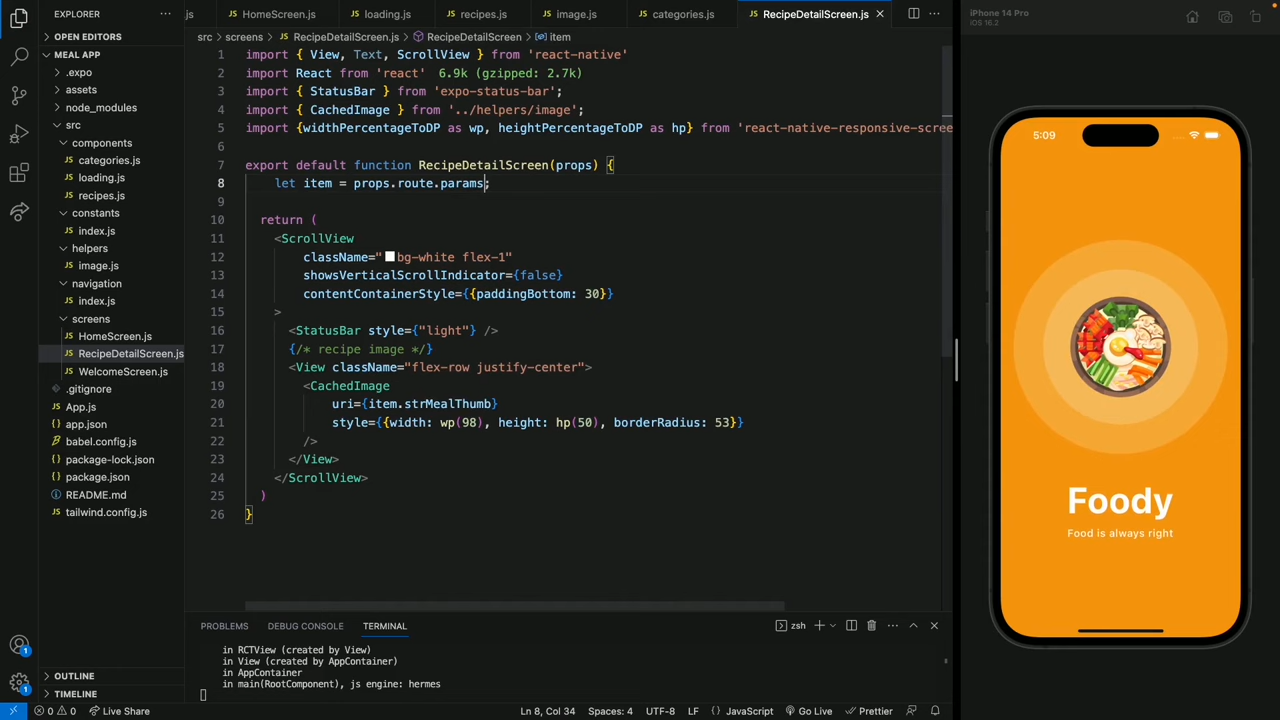 EXPLORER
.js
HomeScreen.js
loading.js
recipes.js
image.js
categories.js
RecipeDetailScreen.js
iPhone 14 Pro
iOS 16.2
OPEN EDITORS
src
screens
RecipeDetailScreen.js
RecipeDetailScreen
item
MEAL APP
.expo
assets
node_modules
src
components
categories.js
loading.js
recipes.js
constants
index.js
helpers
image.js
navigation
index.js
screens
HomeScreen.js
RecipeDetailScreen.js
WelcomeScreen.js
.gitignore
App.js
app.json
babel.config.js
package-lock.json
package.json
README.md
tailwind.config.js
OUTLINE
TIMELINE
1 import { View, Text, ScrollView } from 'react-native'
2 import React from 'react' 6.9k (gzipped: 2.7k)
3 import { StatusBar } from 'expo-status-bar';
4 import { CachedImage } from '../helpers/image';
5 import {widthPercentageToDP as wp, heightPercentageToDP as hp} from 'react-native-responsive-scree
6
7 export default function RecipeDetailScreen(props) {
8 let item = props.route.params;
9
10 return (
11 <ScrollView
12 className="bg-white flex-1"
13 showsVerticalScrollIndicator={false}
14 contentContainerStyle={{paddingBottom: 30}}
15 >
16 <StatusBar style={"light"} />
17 {/* recipe image */}
18 <View className="flex-row justify-center">
19 <CachedImage
20 uri={item.strMealThumb}
21 style={{width: wp(98), height: hp(50), borderRadius: 53}}
22 />
23 </View>
24 </ScrollView>
25 )
26 }
5:09
Foody
Food is always right
PROBLEMS
DEBUG CONSOLE
TERMINAL
zsh
in RCTView (created by View)
in View (created by AppContainer)
in AppContainer
in main(RootComponent), js engine: hermes
1
1
0 0
Live Share
Ln 8, Col 34
Spaces: 4
UTF-8
LF
JavaScript
Go Live
Prettier